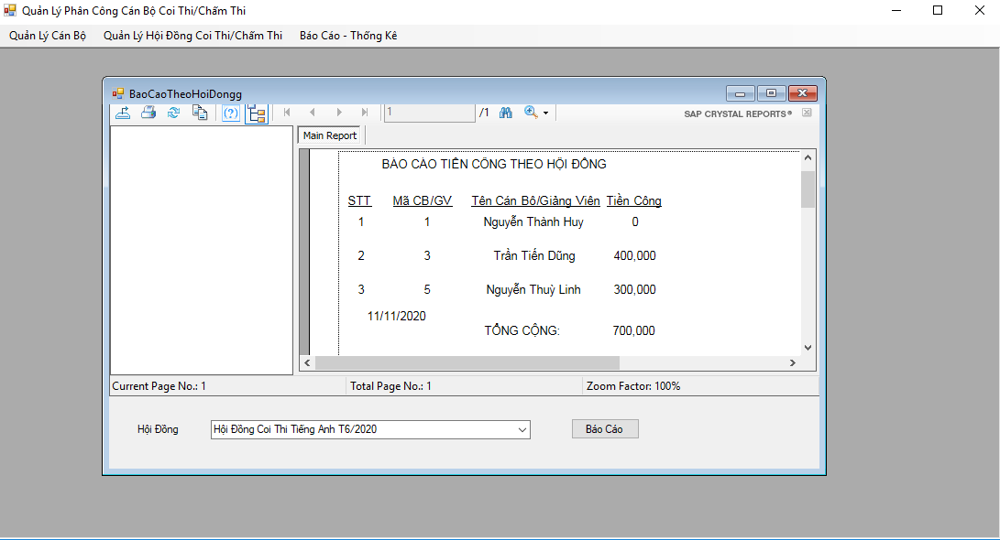 Quản Lý Phân Công Cán Bộ Coi Thi/Chấm Thi
Quản Lý Cán Bộ Quản Lý Hội Đồng Coi Thi/Chấm Thi Báo Cáo - Thống Kê
BaoCaoTheoHoiDongg
1 /1 SAP CRYSTAL REPORTS®
Main Report
BÁO CÁO TIỀN CÔNG THEO HỘI ĐỒNG
STT Mã CB/GV Tên Cán Bộ/Giảng Viên Tiền Công
1 1 Nguyễn Thành Huy 0
2 3 Trần Tiến Dũng 400,000
3 5 Nguyễn Thuỳ Linh 300,000
11/11/2020
TỔNG CỘNG: 700,000
Current Page No.: 1 Total Page No.: 1 Zoom Factor: 100%
Hội Đồng Hội Đồng Coi Thi Tiếng Anh T6/2020 Báo Cáo